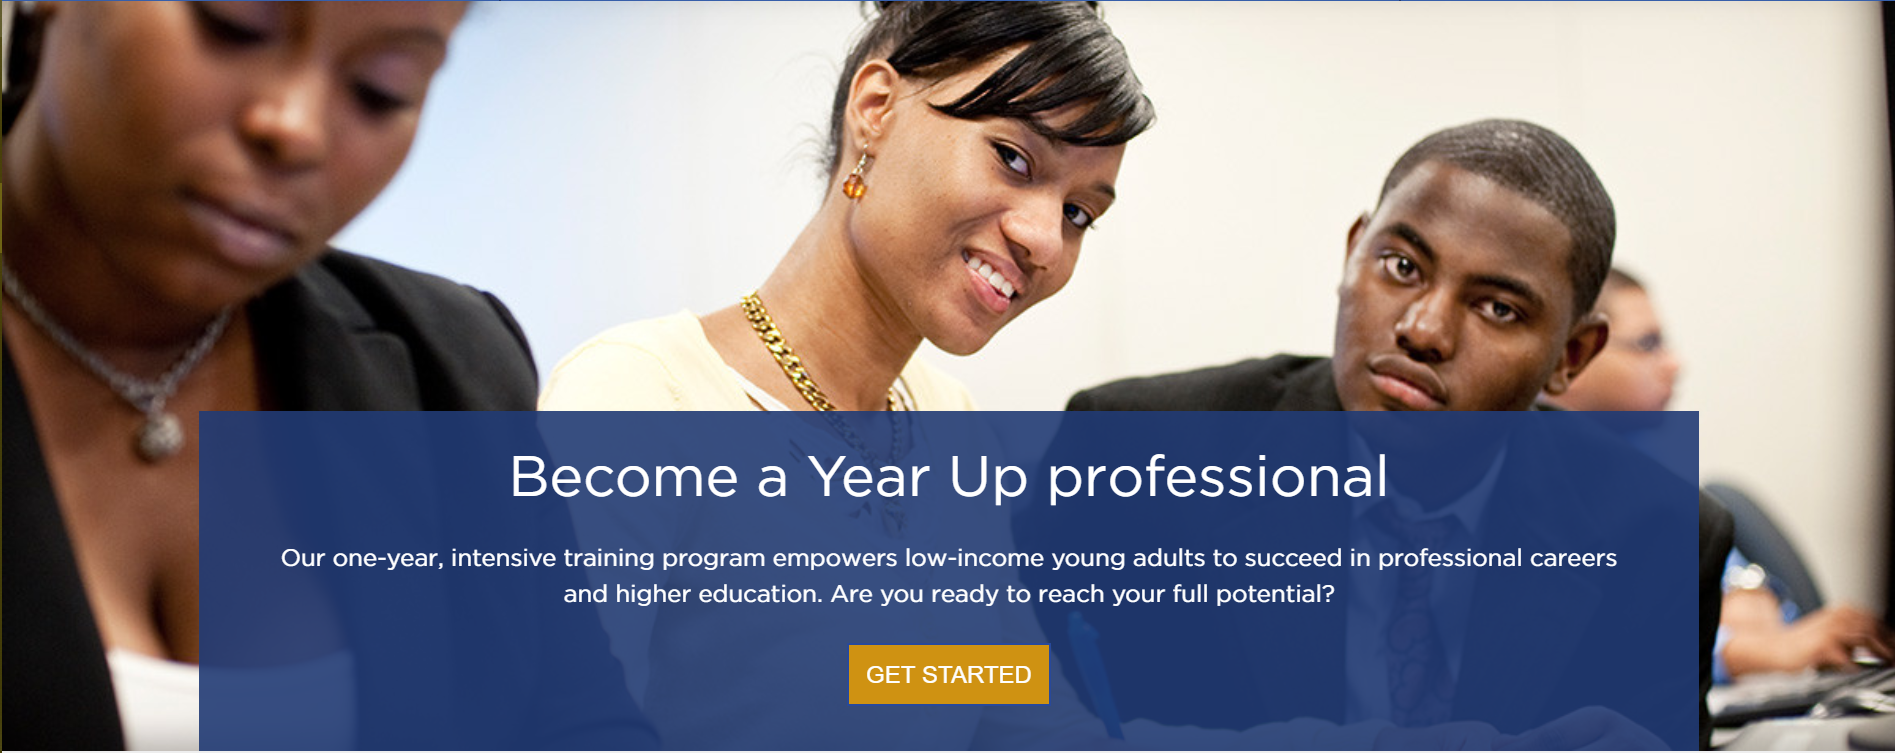 Become a Year Up professional
Our one-year, intensive training program empowers low-income young adults to succeed in professional careers
and higher education. Are you ready to reach your full potential?
GET STARTED